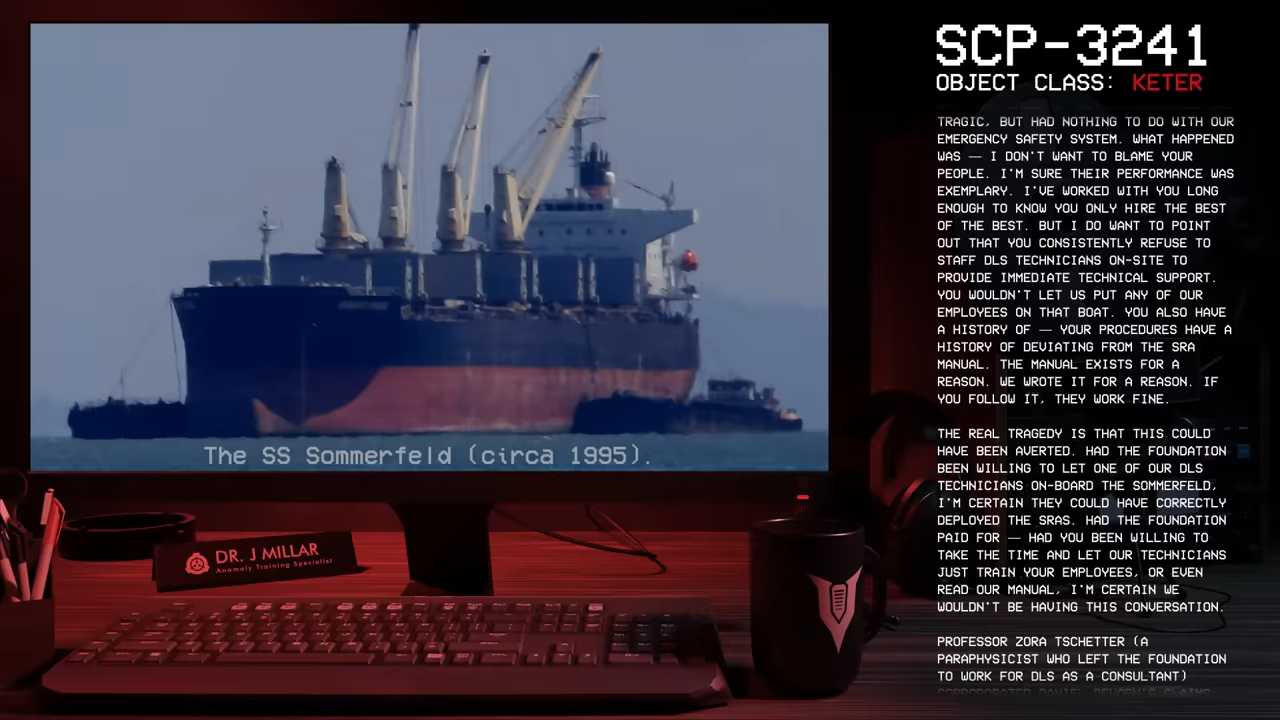 SCP-3241
OBJECT CLASS: KETER
TRAGIC, BUT HAD NOTHING TO DO WITH OUR
EMERGENCY SAFETY SYSTEM. WHAT HAPPENED
WAS — I DON'T WANT TO BLAME YOUR
PEOPLE. I'M SURE THEIR PERFORMANCE WAS
EXEMPLARY. I'VE WORKED WITH YOU LONG
ENOUGH TO KNOW YOU ONLY HIRE THE BEST
OF THE BEST. BUT I DO WANT TO POINT
OUT THAT YOU CONSISTENTLY REFUSE TO
STAFF DLS TECHNICIANS ON-SITE TO
PROVIDE IMMEDIATE TECHNICAL SUPPORT.
YOU WOULDN'T LET US PUT ANY OF OUR
EMPLOYEES ON THAT BOAT. YOU ALSO HAVE
A HISTORY OF — YOUR PROCEDURES HAVE A
HISTORY OF DEVIATING FROM THE SRA
MANUAL. THE MANUAL EXISTS FOR A
REASON. WE WROTE IT FOR A REASON. IF
YOU FOLLOW IT, THEY WORK FINE.
THE REAL TRAGEDY IS THAT THIS COULD
HAVE BEEN AVERTED. HAD THE FOUNDATION
BEEN WILLING TO LET ONE OF OUR DLS
TECHNICIANS ON-BOARD THE SOMMERFELD,
I'M CERTAIN THEY COULD HAVE CORRECTLY
DEPLOYED THE SRAS. HAD THE FOUNDATION
PAID FOR — HAD YOU BEEN WILLING TO
TAKE THE TIME AND LET OUR TECHNICIANS
JUST TRAIN YOUR EMPLOYEES, OR EVEN
READ OUR MANUAL, I'M CERTAIN WE
WOULDN'T BE HAVING THIS CONVERSATION.
PROFESSOR ZORA TSCHETTER (A
PARAPHYSICIST WHO LEFT THE FOUNDATION
TO WORK FOR DLS AS A CONSULTANT)
The SS Sommerfeld (circa 1995).
DR. J MILLAR
Anomaly Training Specialist